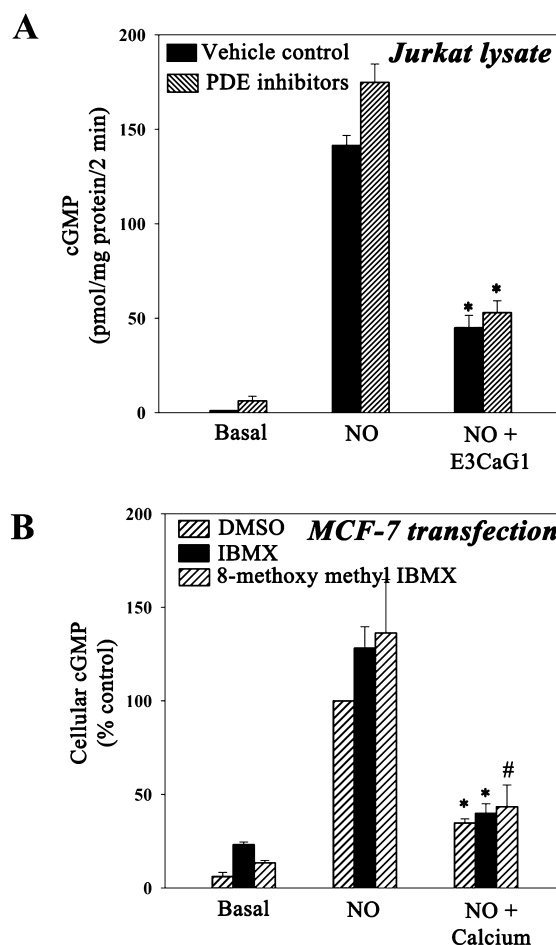 A
200
150
100
50
0
cGMP
(pmol/mg protein/2 min)
Vehicle control
PDE inhibitors
Jurkat lysate
*
*
Basal
NO
NO +
E3CaG1
B
200
150
100
50
0
Cellular cGMP
(% control)
DMSO
IBMX
8-methoxy methyl IBMX
MCF-7 transfection
*
*
#
Basal
NO
NO +
Calcium